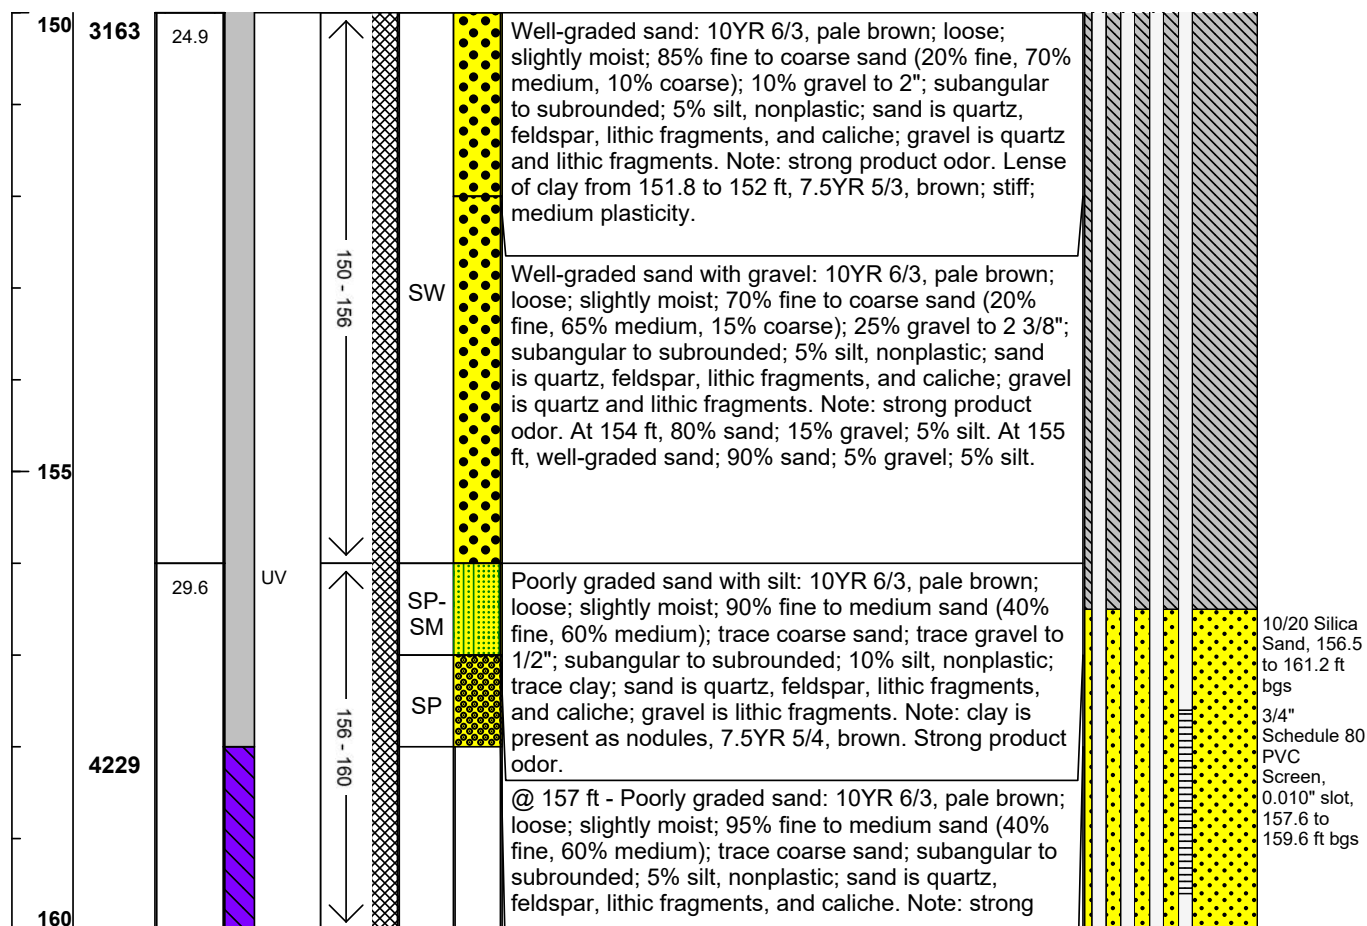 150
3163
24.9
Well-graded sand: 10YR 6/3, pale brown; loose;
slightly moist; 85% fine to coarse sand (20% fine, 70%
medium, 10% coarse); 10% gravel to 2"; subangular
to subrounded; 5% silt, nonplastic; sand is quartz,
feldspar, lithic fragments, and caliche; gravel is quartz
and lithic fragments. Note: strong product odor. Lense
of clay from 151.8 to 152 ft, 7.5YR 5/3, brown; stiff;
medium plasticity.
150 - 156
SW
Well-graded sand with gravel: 10YR 6/3, pale brown;
loose; slightly moist; 70% fine to coarse sand (20%
fine, 65% medium, 15% coarse); 25% gravel to 2 3/8";
subangular to subrounded; 5% silt, nonplastic; sand
is quartz, feldspar, lithic fragments, and caliche; gravel
is quartz and lithic fragments. Note: strong product
odor. At 154 ft, 80% sand; 15% gravel; 5% silt. At 155
ft, well-graded sand; 90% sand; 5% gravel; 5% silt.
155
29.6
UV
SP-
SM
Poorly graded sand with silt: 10YR 6/3, pale brown;
loose; slightly moist; 90% fine to medium sand (40%
fine, 60% medium); trace coarse sand; trace gravel to
1/2"; subangular to subrounded; 10% silt, nonplastic;
trace clay; sand is quartz, feldspar, lithic fragments,
and caliche; gravel is lithic fragments. Note: clay is
present as nodules, 7.5YR 5/4, brown. Strong product
odor.
10/20 Silica
Sand, 156.5
to 161.2 ft
bgs
SP
156 - 160
4229
3/4"
Schedule 80
PVC
Screen,
0.010" slot,
157.6 to
159.6 ft bgs
@ 157 ft - Poorly graded sand: 10YR 6/3, pale brown;
loose; slightly moist; 95% fine to medium sand (40%
fine, 60% medium); trace coarse sand; subangular to
subrounded; 5% silt, nonplastic; sand is quartz,
feldspar, lithic fragments, and caliche. Note: strong
160